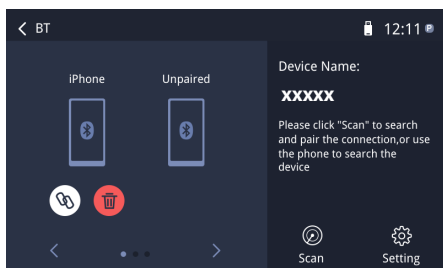 BT
12:11 P
iPhone
Unpaired
Device Name:
XXXXX
Please click "Scan" to search
and pair the connection,or use
the phone to search the
device
Scan
Setting